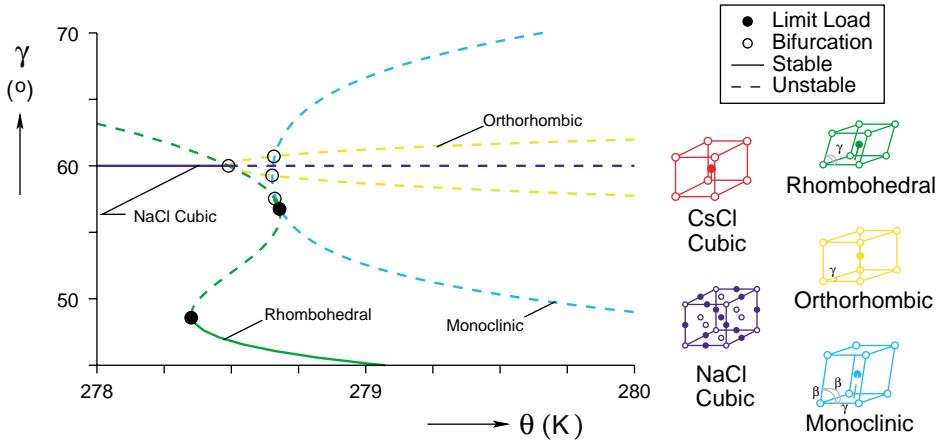 70
60
50
γ
(o)
278
279
280
θ (K)
Orthorhombic
NaCl Cubic
Rhombohedral
Monoclinic
Limit Load
Bifurcation
Stable
Unstable
CsCl
Cubic
γ
Rhombohedral
γ
Orthorhombic
NaCl
Cubic
β
β
γ
Monoclinic